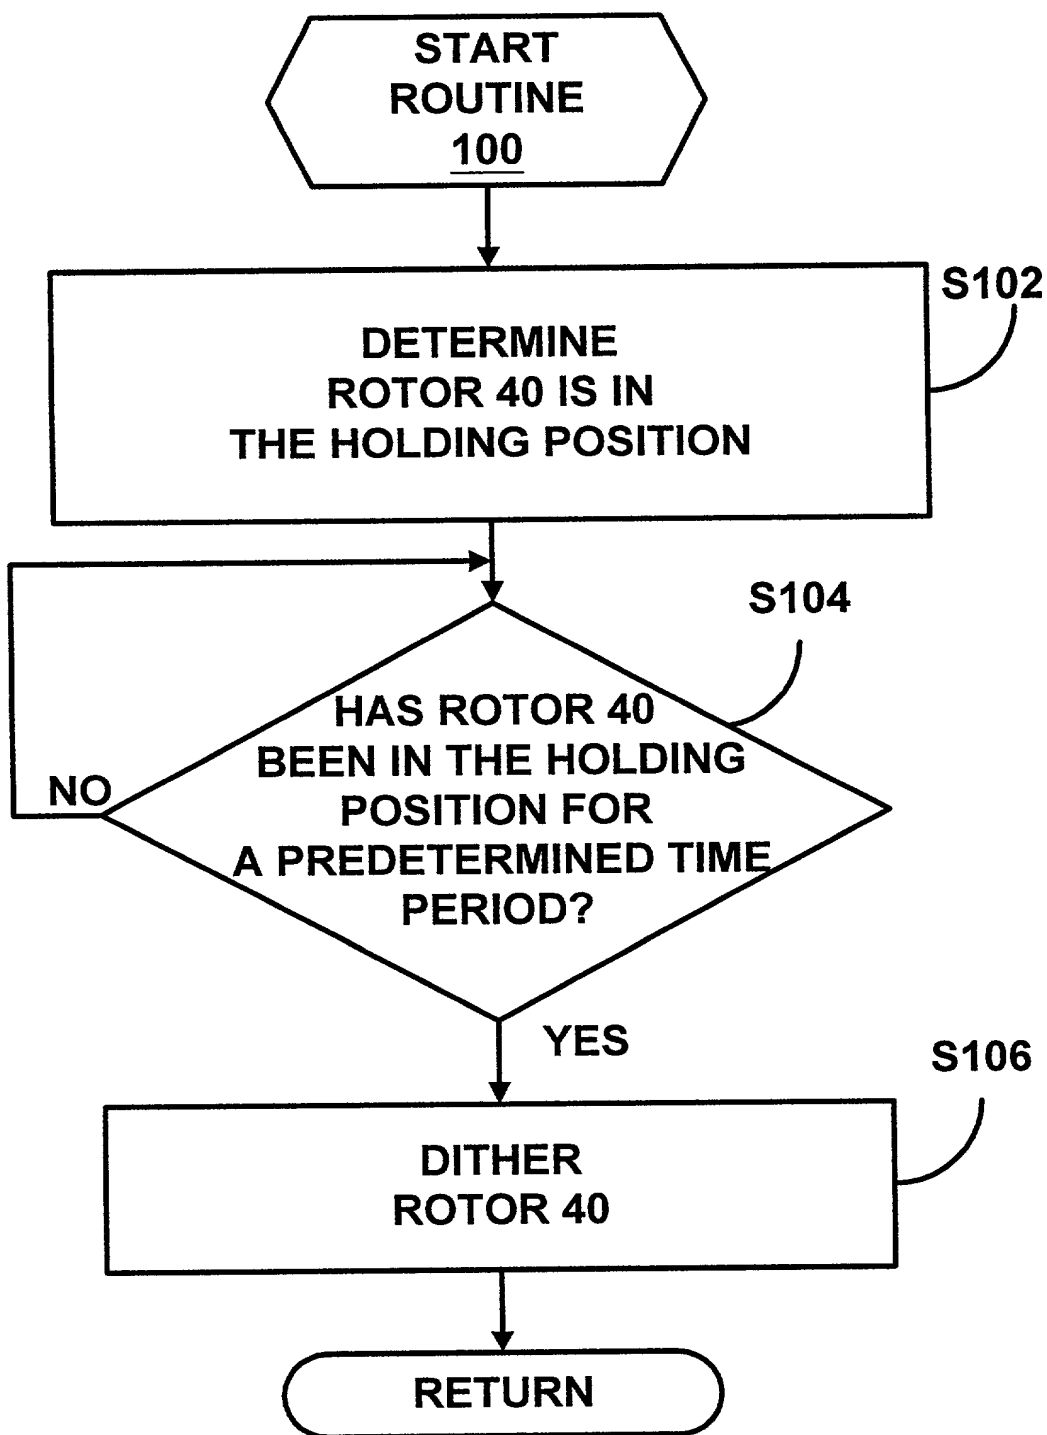 START
ROUTINE
100
S102
DETERMINE
ROTOR 40 IS IN
THE HOLDING POSITION
S104
HAS ROTOR 40
BEEN IN THE HOLDING
POSITION FOR
A PREDETERMINED TIME
PERIOD?
NO
YES
S106
DITHER
ROTOR 40
RETURN